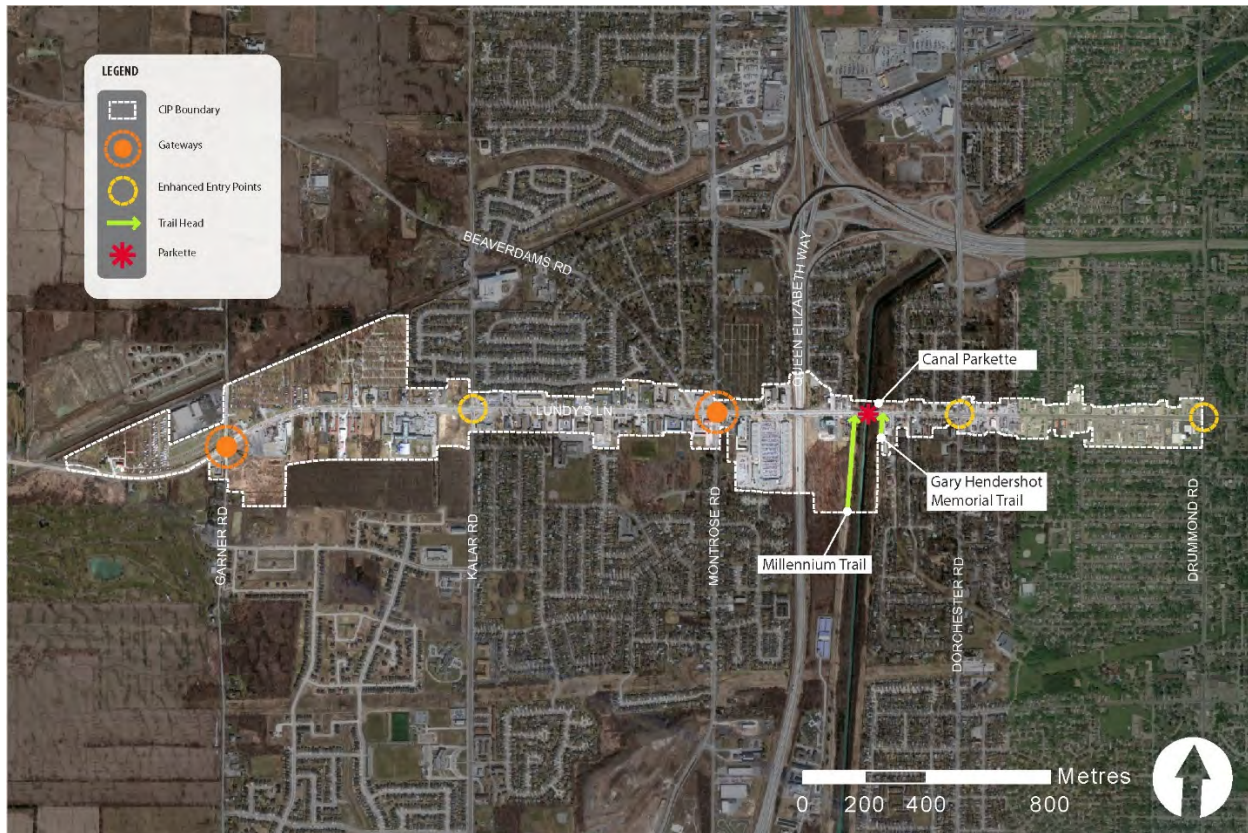 LEGEND
CIP Boundary
Gateways
Enhanced Entry Points
Trail Head
Parkette
BEAVERDAMS RD
QUEEN ELIZABETH WAY
Canal Parkette
LUNDY'S LN
Gary Hendershot
Memorial Trail
Millennium Trail
GARNER RD
KALAR RD
MONTROSE RD
DORCHESTER RD
DRUMMOND RD
Metres
0 200 400 800